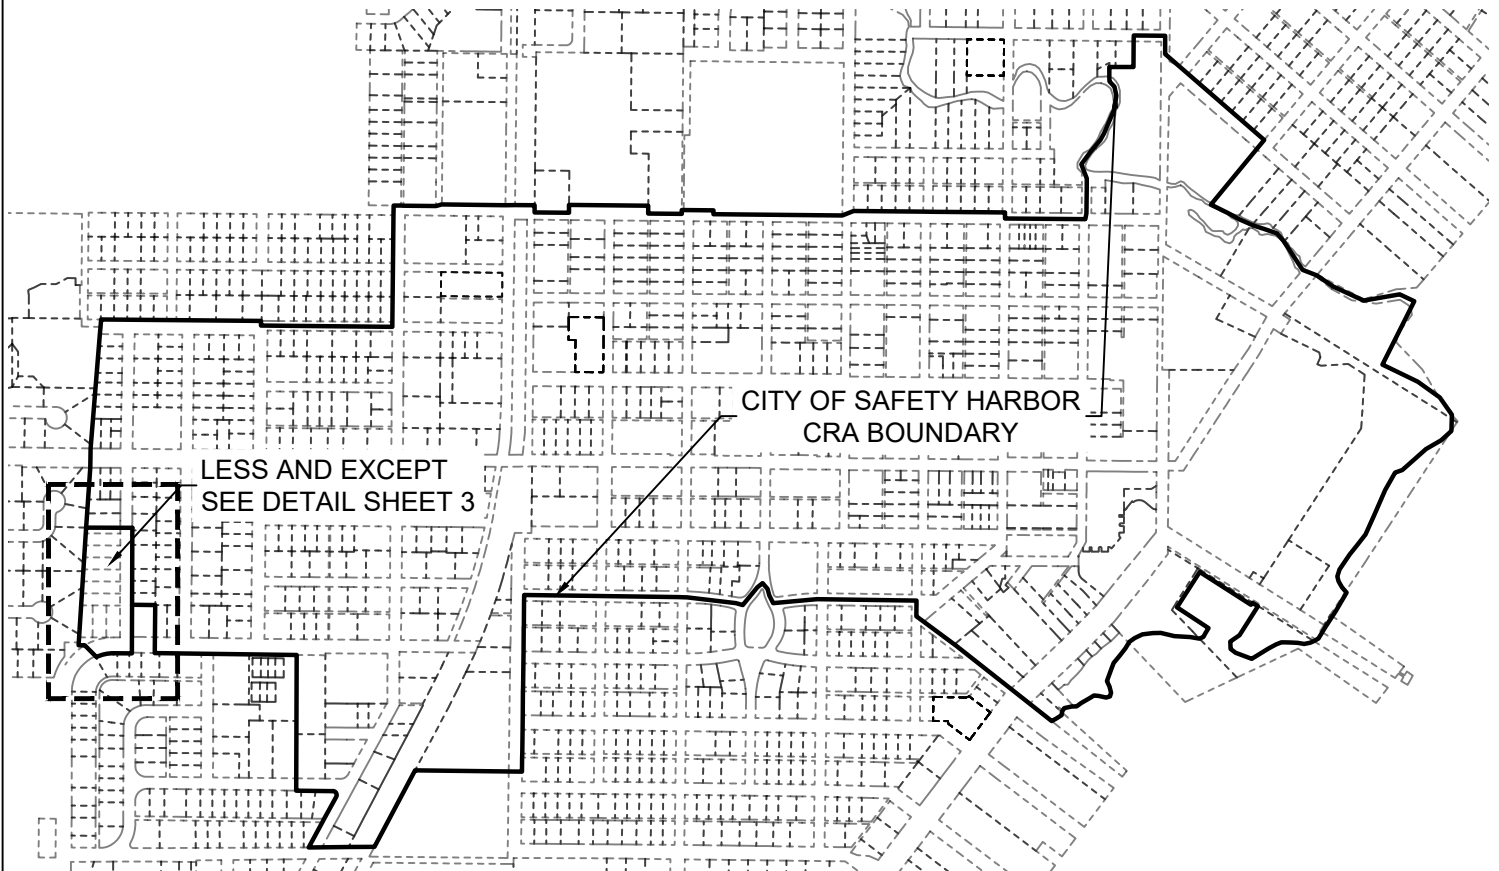 CITY OF SAFETY HARBOR
CRA BOUNDARY
LESS AND EXCEPT
SEE DETAIL SHEET 3